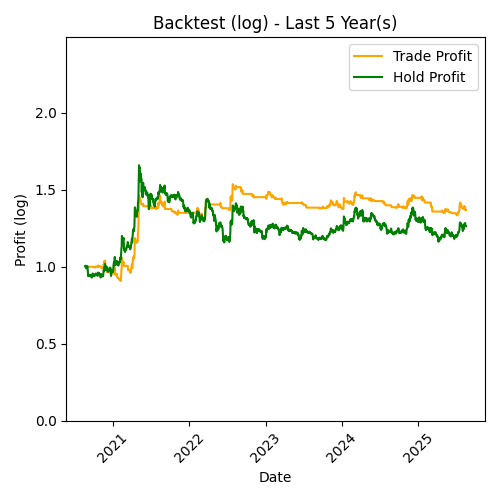 Backtest (log) - Last 5 Year(s)
Trade Profit
Hold Profit
2.0
1.5
1.0
0.5
0.0
Profit (log)
2021
2022
2023
2024
2025
Date